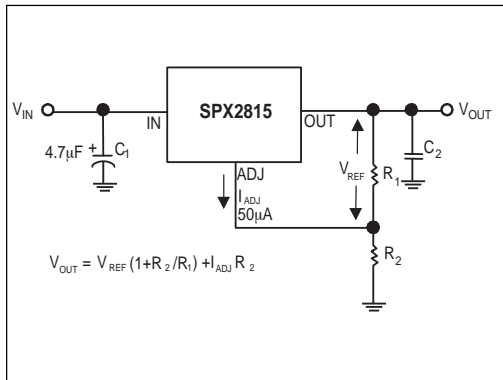 V_IN
IN
SPX2815
OUT
V_OUT
4.7μF + C_1
ADJ
I_ADJ
50μA
V_REF
R_1
C_2
R_2
V_OUT = V_REF (1+R_2/R_1) +I_ADJ R_2